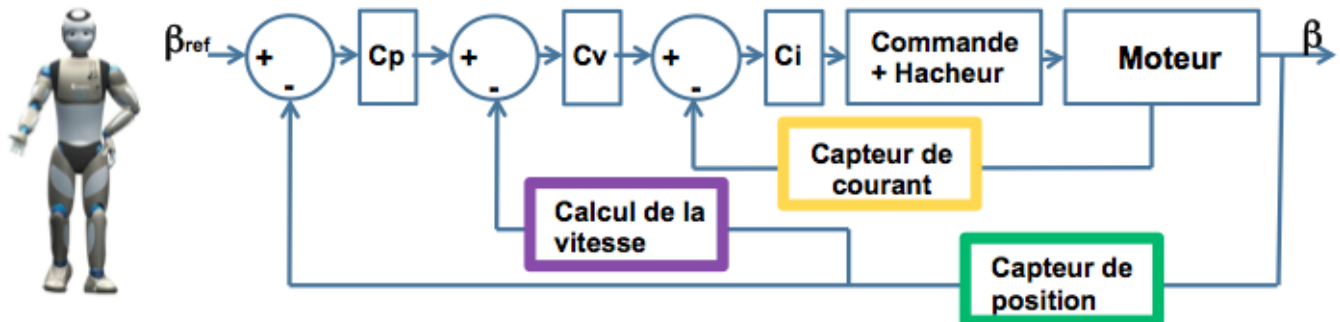 βref
+
-
Cp
+
-
Cv
+
-
Ci
Commande
+ Hacheur
Moteur
β
Capteur de
courant
Calcul de la
vitesse
Capteur de
position